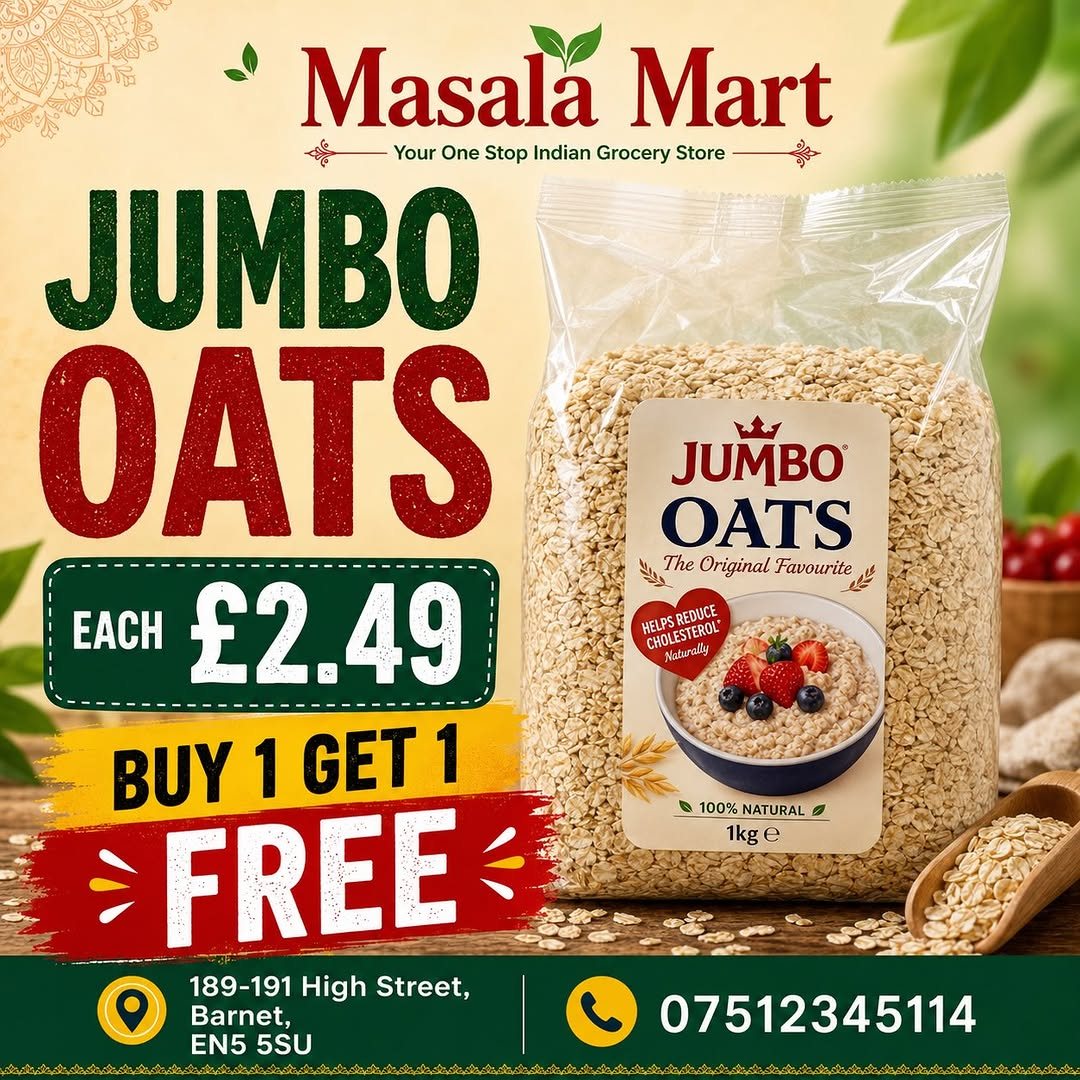 Masala Mart
Your One Stop Indian Grocery Store
JUMBO
OATS
EACH £2.49
BUY 1 GET 1
FREE
JUMBO®
OATS
The Original Favourite
HELPS REDUCE
CHOLESTEROL*
Naturally
100% NATURAL
1kg ℮
189-191 High Street,
Barnet,
EN5 5SU
07512345114